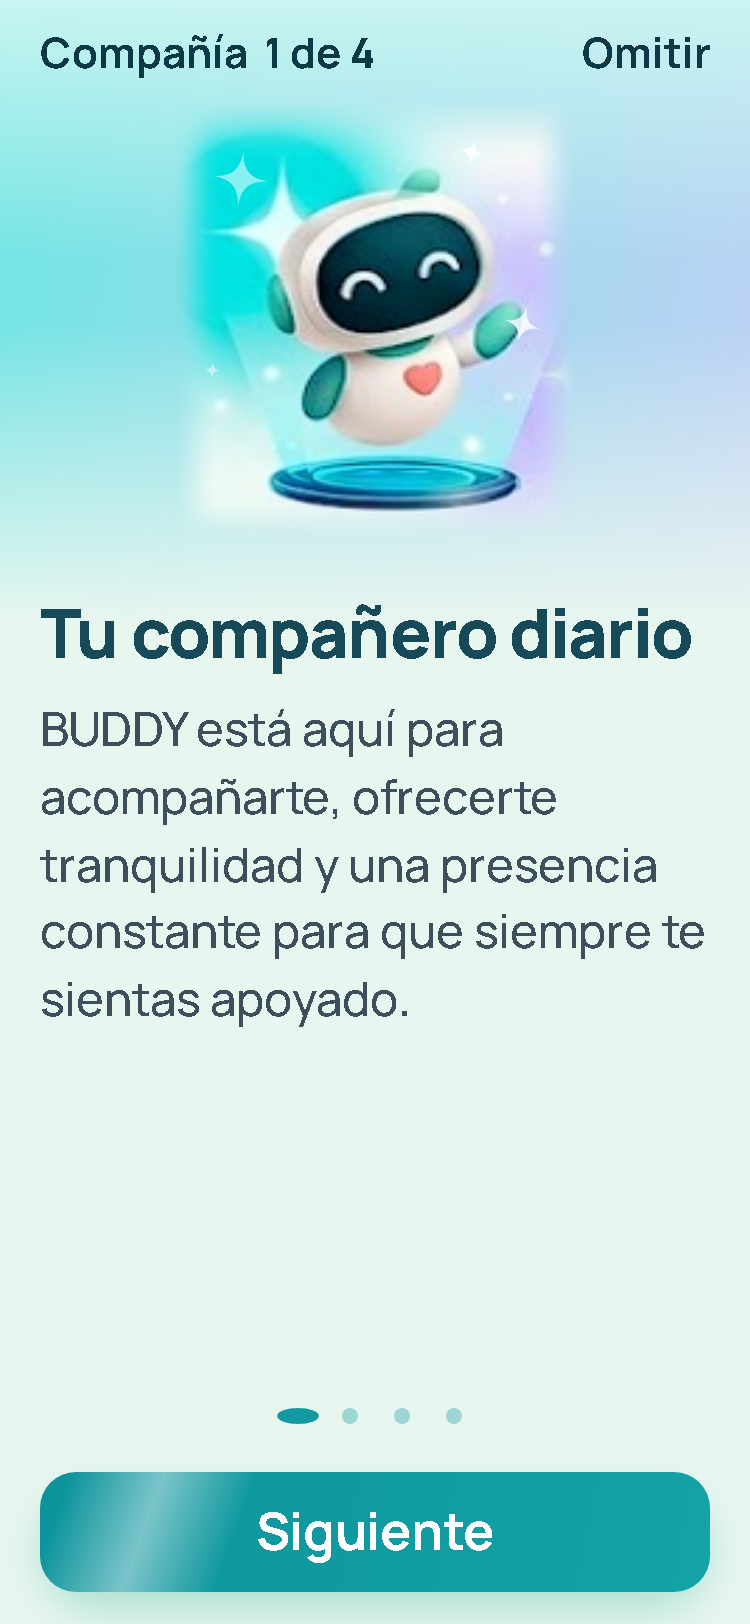 Compañía 1 de 4
Omitir
Tu compañero diario
BUDDY está aquí para
acompañarte, ofrecerte
tranquilidad y una presencia
constante para que siempre te
sientas apoyado.
Siguiente